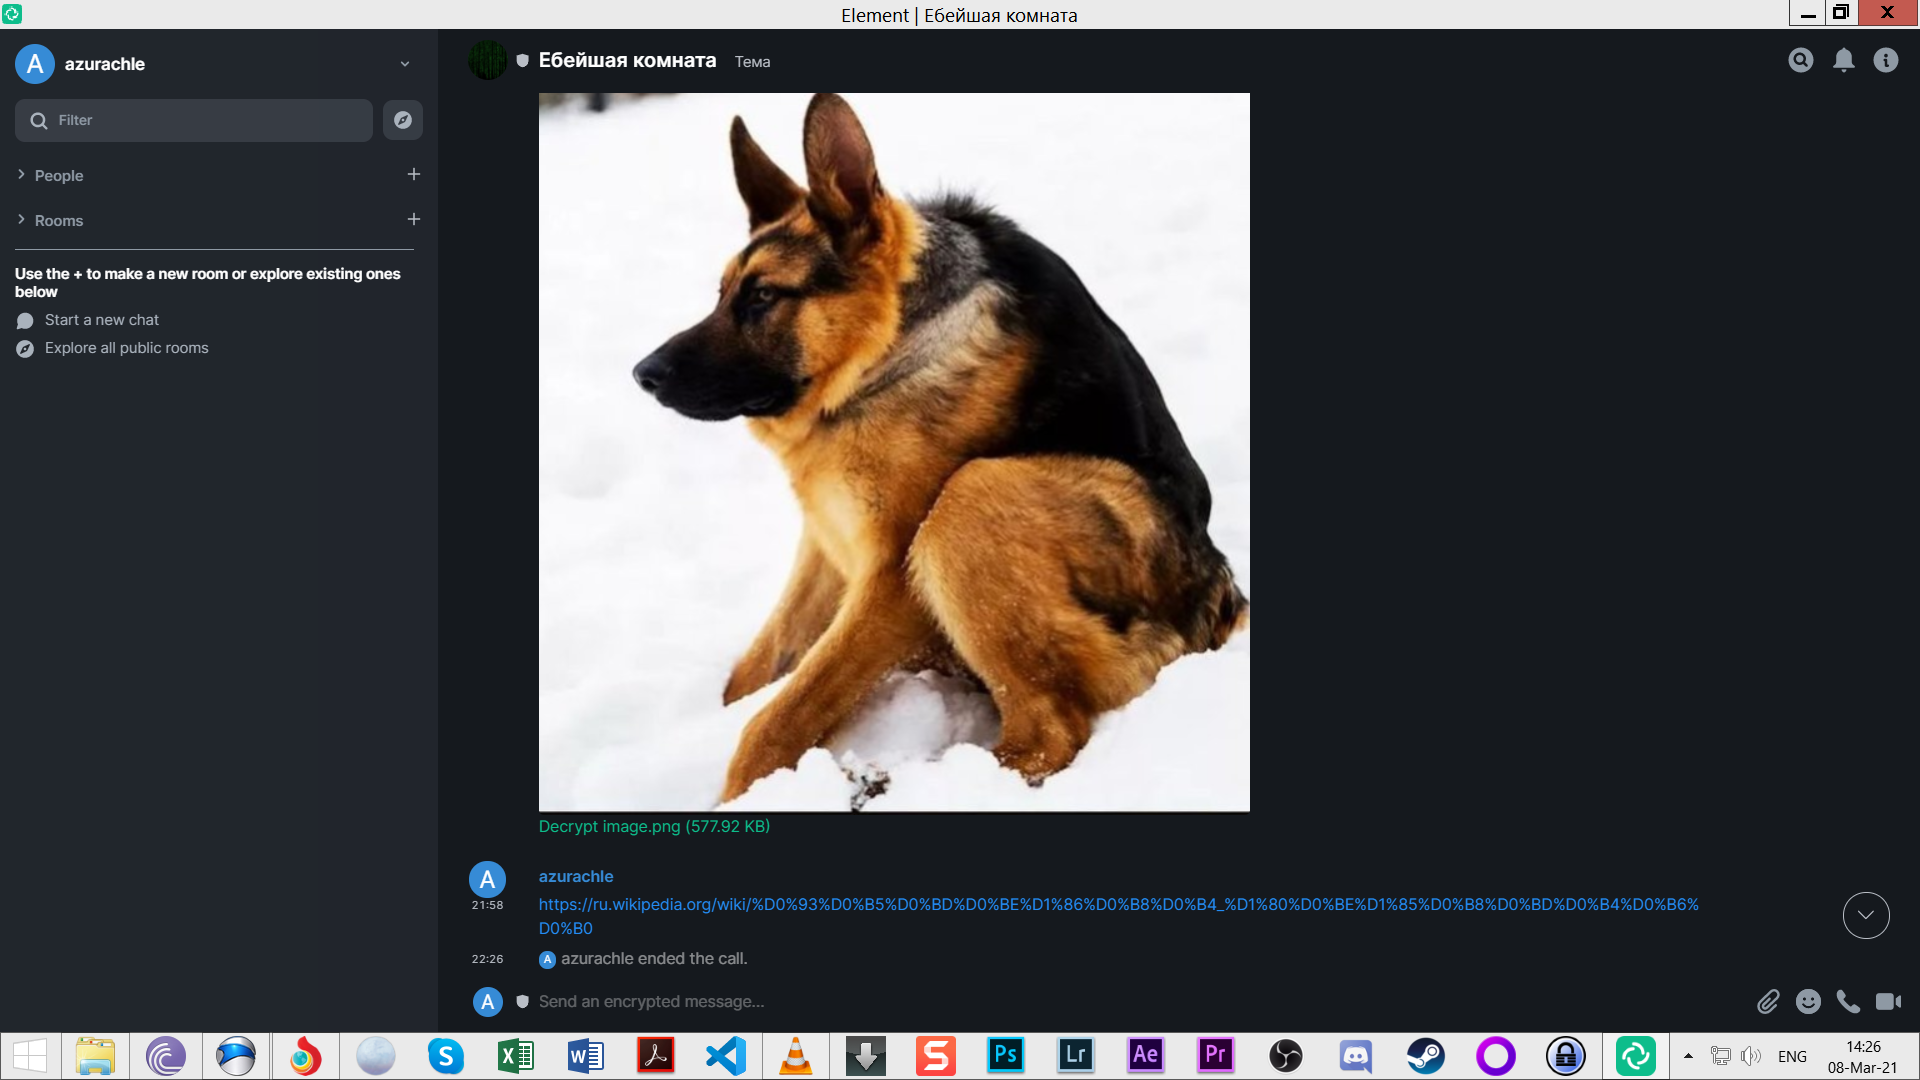 Element | Ебейшая комната
A azurachle
Filter
People
Rooms
Use the + to make a new room or explore existing ones
below
Start a new chat
Explore all public rooms
Ебейшая комната Тема
Decrypt image.png (577.92 KB)
A azurachle
21:58 https://ru.wikipedia.org/wiki/%D0%93%D0%B5%D0%BD%D0%BE%D1%86%D0%B8%D0%B4_%D1%80%D0%BE%D1%85%D0%B8%D0%BD%D0%B4%D0%B6%
D0%B0
22:26 A azurachle ended the call.
A Send an encrypted message...
S X W S Ps Lr Ae Pr ENG 14:26
08-Mar-21